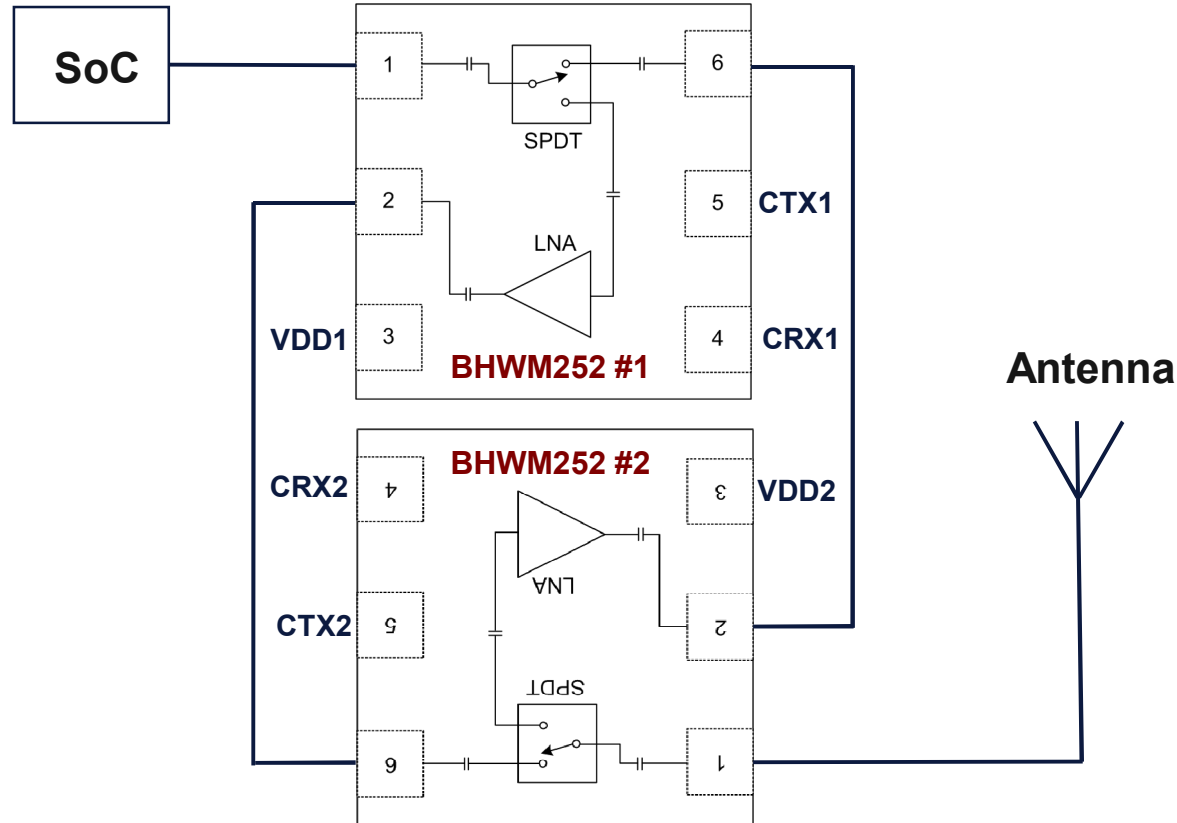 SoC
1
6
SPDT
2
5
CTX1
LNA
VDD1
3
4
CRX1
BHWM252 #1
Antenna
BHWM252 #2
CRX2
4
3
VDD2
LNA
CTX2
5
2
SPDT
6
1